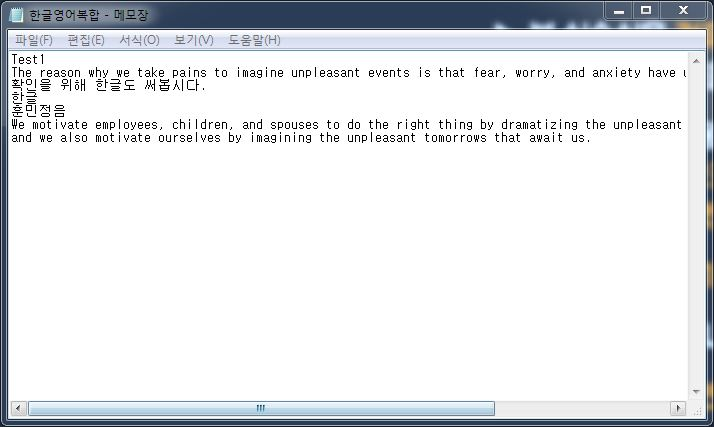 한글영어복합 - 메모장
파일(F) 편집(E) 서식(O) 보기(V) 도움말(H)
Test1
The reason why we take pains to imagine unpleasant events is that fear, worry, and anxiety have
확인을 위해 한글도 써봅시다.
한글
훈민정음
We motivate employees, children, and spouses to do the right thing by dramatizing the unpleasant
and we also motivate ourselves by imagining the unpleasant tomorrows that await us.